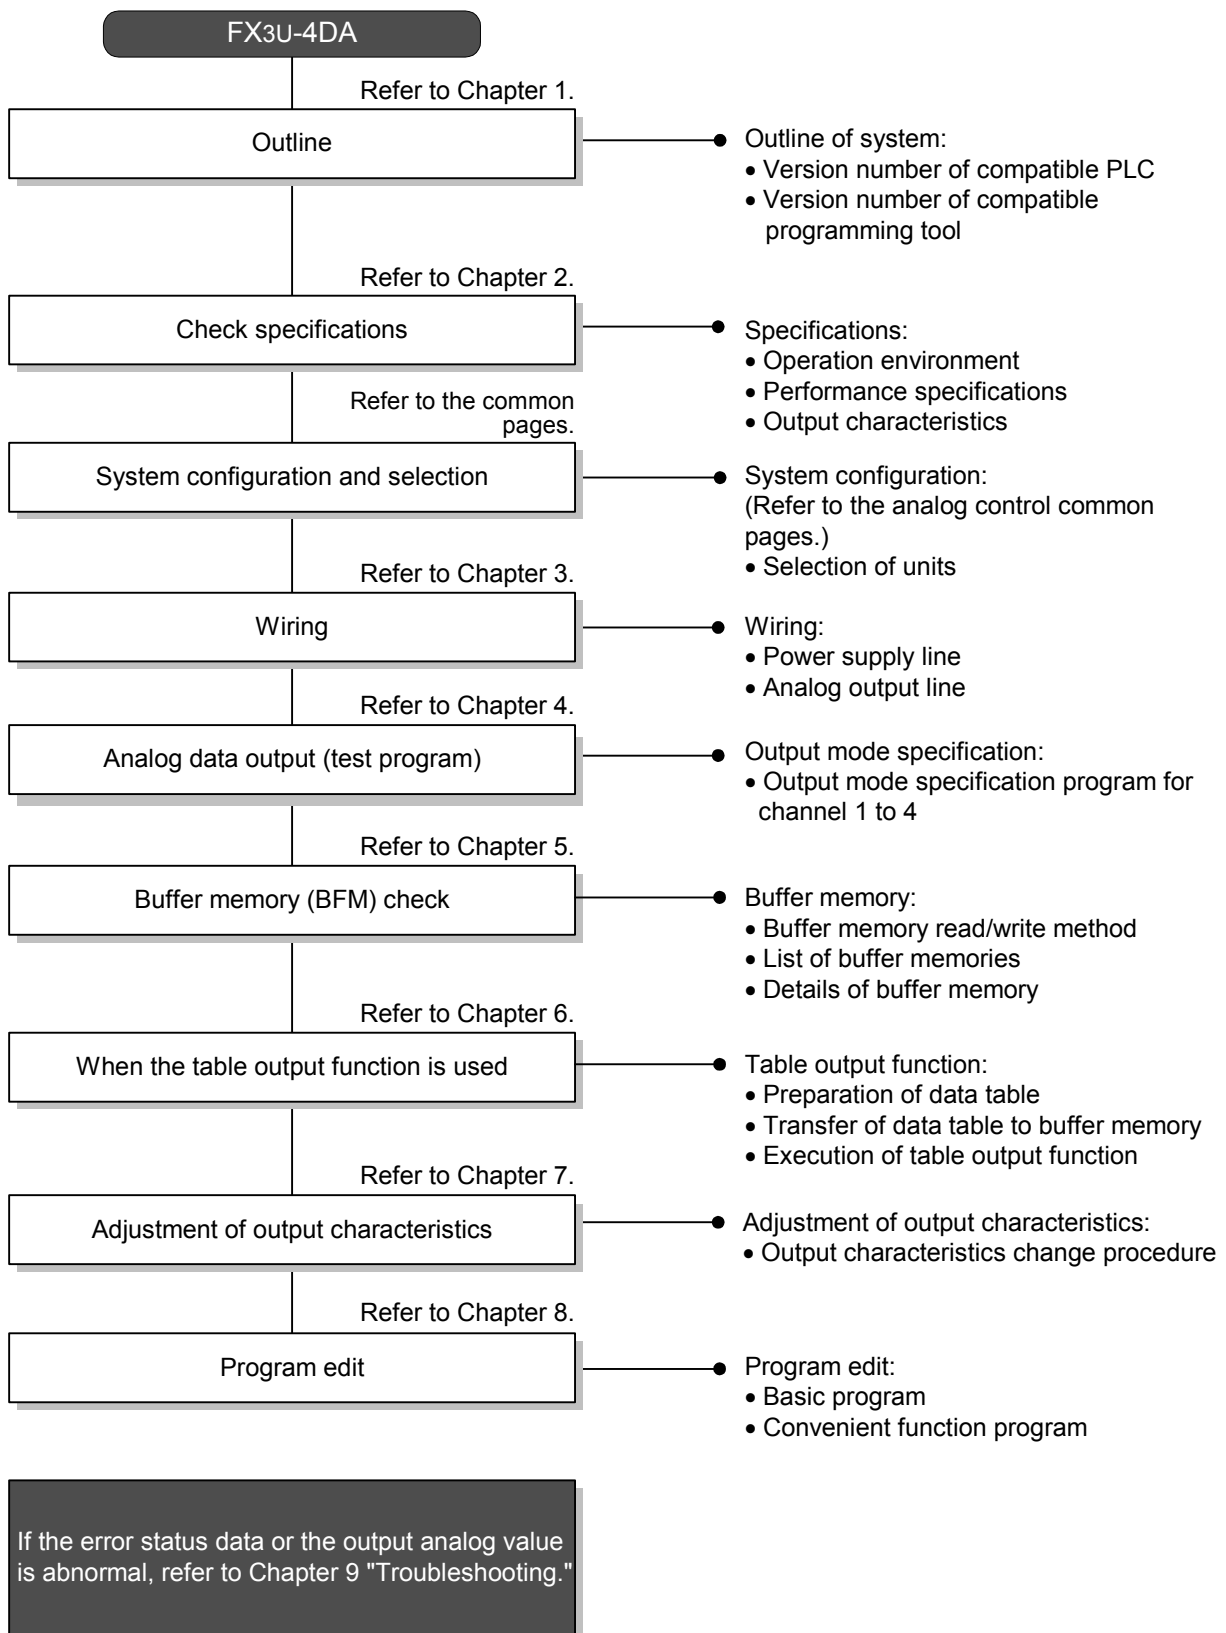 FX3U-4DA
Refer to Chapter 1.
Outline
Outline of system:
• Version number of compatible PLC
• Version number of compatible
programming tool
Refer to Chapter 2.
Check specifications
Specifications:
• Operation environment
• Performance specifications
• Output characteristics
Refer to the common
pages.
System configuration and selection
System configuration:
(Refer to the analog control common
pages.)
• Selection of units
Refer to Chapter 3.
Wiring
Wiring:
• Power supply line
• Analog output line
Refer to Chapter 4.
Analog data output (test program)
Output mode specification:
• Output mode specification program for
channel 1 to 4
Refer to Chapter 5.
Buffer memory (BFM) check
Buffer memory:
• Buffer memory read/write method
• List of buffer memories
• Details of buffer memory
Refer to Chapter 6.
When the table output function is used
Table output function:
• Preparation of data table
• Transfer of data table to buffer memory
• Execution of table output function
Refer to Chapter 7.
Adjustment of output characteristics
Adjustment of output characteristics:
• Output characteristics change procedure
Refer to Chapter 8.
Program edit
Program edit:
• Basic program
• Convenient function program
If the error status data or the output analog value
is abnormal, refer to Chapter 9 "Troubleshooting."